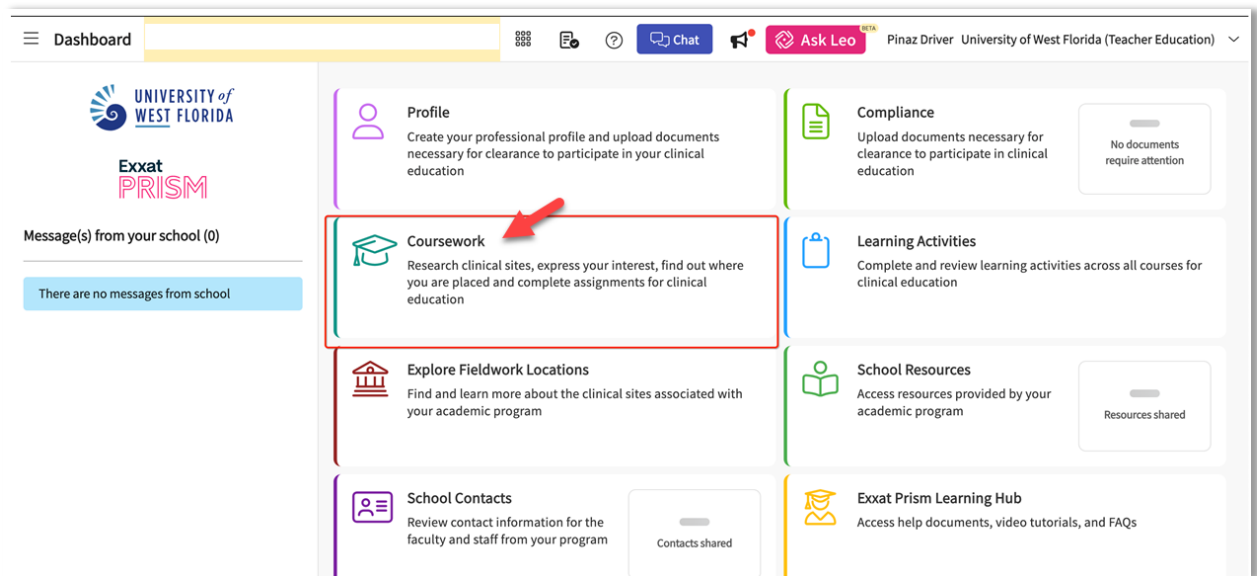 Dashboard
Chat
Ask Leo
BETA
Pinaz Driver University of West Florida (Teacher Education)
UNIVERSITY of
WEST FLORIDA
Exxat
PRISM
Message(s) from your school (0)
There are no messages from school
Profile
Create your professional profile and upload documents
necessary for clearance to participate in your clinical
education
Compliance
Upload documents necessary for
clearance to participate in clinical
education
No documents
require attention
Coursework
Research clinical sites, express your interest, find out where
you are placed and complete assignments for clinical
education
Learning Activities
Complete and review learning activities across all courses for
clinical education
Explore Fieldwork Locations
Find and learn more about the clinical sites associated with
your academic program
School Resources
Access resources provided by your
academic program
Resources shared
School Contacts
Review contact information for the
faculty and staff from your program
Contacts shared
Exxat Prism Learning Hub
Access help documents, video tutorials, and FAQs